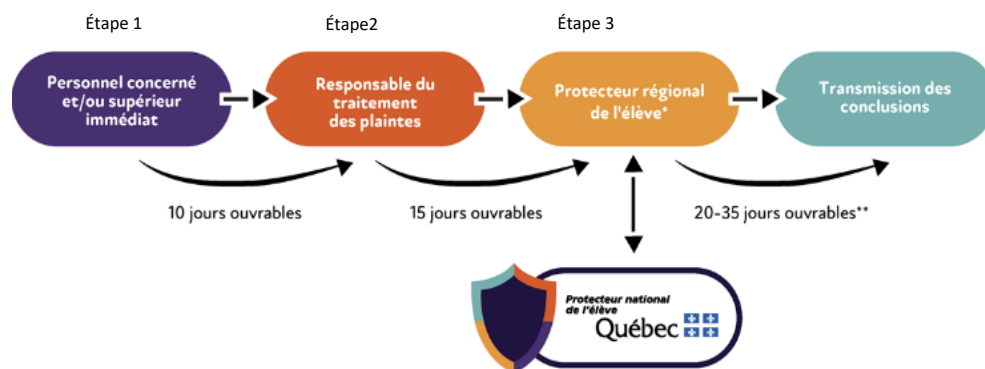 Étape 1
Étape2
Étape 3
Personnel concerné
et/ou supérieur
immédiat
Responsable du
traitement
des plaintes
Protecteur régional
de l'élève*
Transmission des
conclusions
10 jours ouvrables
15 jours ouvrables
20-35 jours ouvrables**
Protecteur national
de l'élève
Québec